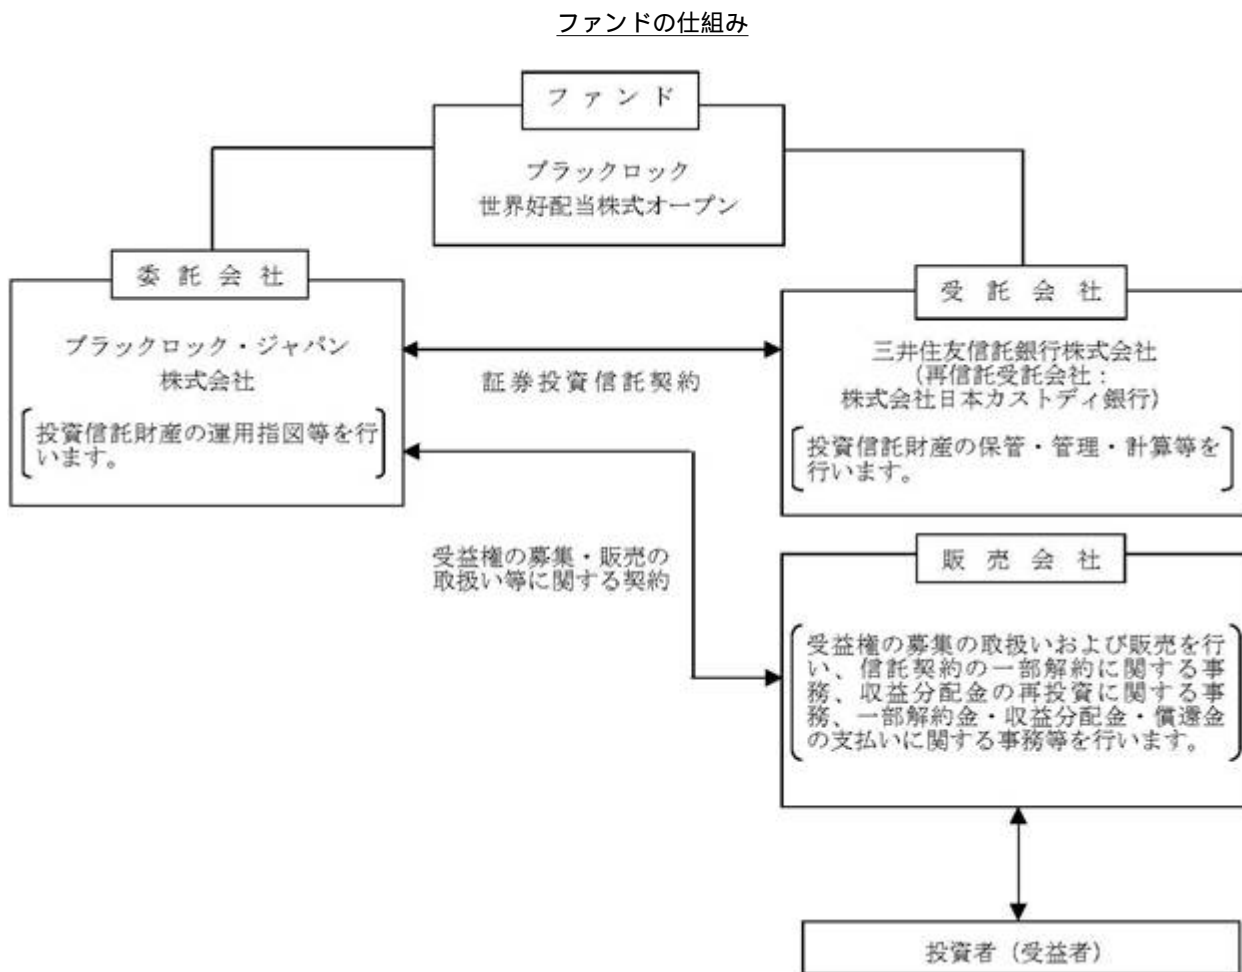 ファンドの仕組み
ファンド
ブラックロック
世界好配当株式オープン
委託会社
ブラックロック・ジャパン
株式会社
投資信託財産の運用指図等を行
います。
証券投資信託契約
受託会社
三井住友信託銀行株式会社
（再信託受託会社：
株式会社日本カストディ銀行）
投資信託財産の保管・管理・計算等を
行います。
受益権の募集・販売の
取扱い等に関する契約
販売会社
受益権の募集の取扱いおよび販売を行
い、信託契約の一部解約に関する事
務、収益分配金の再投資に関する事
務、一部解約金・収益分配金・償還金
の支払いに関する事務等を行います。
投資者（受益者）